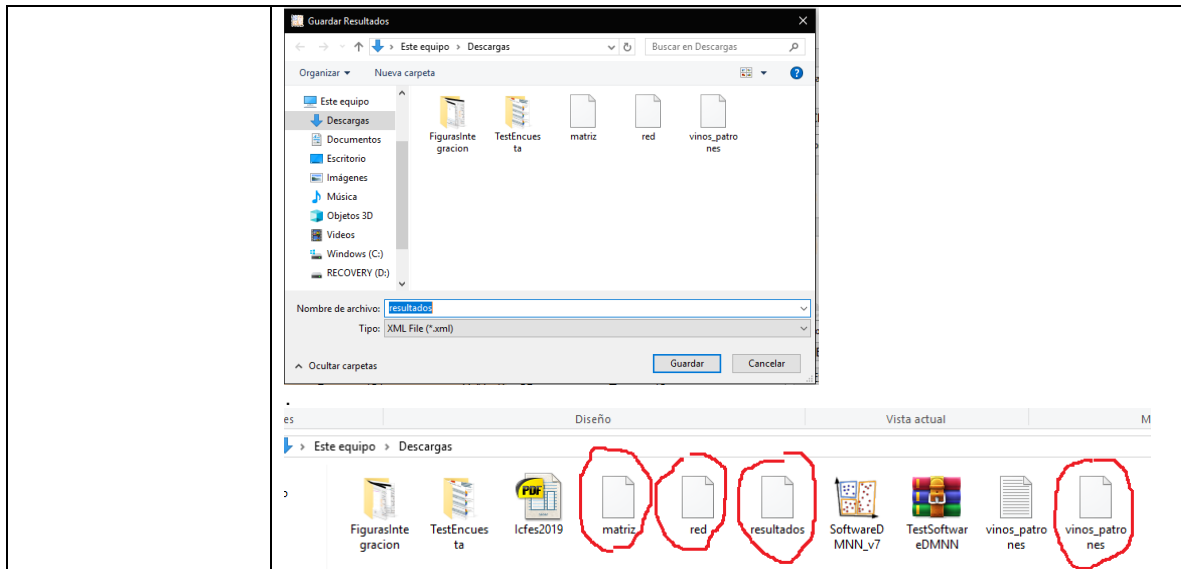 Guardar Resultados
Este equipo > Descargas
Buscar en Descargas
Organizar
Nueva carpeta
Este equipo
Descargas
Documentos
Escritorio
Imágenes
Música
Objetos 3D
Videos
Windows (C:)
RECOVERY (D:)
FigurasInte
gracion
TestEncues
ta
matriz
red
vinos_patro
nes
Nombre de archivo: resultados
Tipo: XML File (*.xml)
Ocultar carpetas
Guardar
Cancelar
.
es
Diseño
Vista actual
M
> Este equipo > Descargas
PDF
FigurasInte
gracion
TestEncues
ta
Icfes2019
matriz
red
resultados
SoftwareD
MNN_v7
TestSoftwar
eDMNN
vinos_patro
nes
vinos_patro
nes